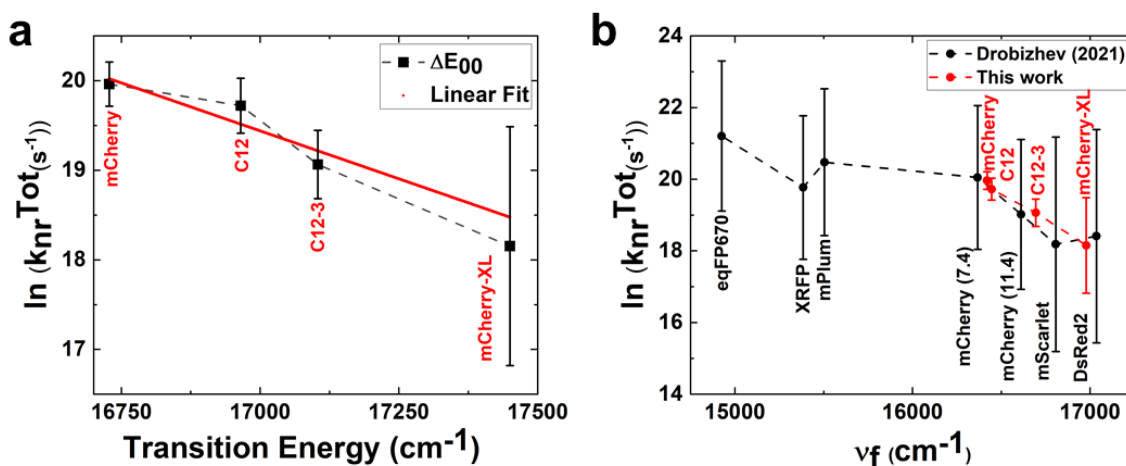 a
ln (knrTot(s-1))
20
19
18
17
ΔE00
Linear Fit
mCherry
C12
C12-3
mCherry-XL
16750
17000
17250
17500
Transition Energy (cm-1)
b
ln (knrTot(s-1))
24
22
20
18
16
14
Drobizhev (2021)
This work
eqFP670
XRFP
mPlum
mCherry (7.4)
mCherry
C12
mCherry (11.4)
C12-3
mScarlet
mCherry-XL
DsRed2
15000
16000
17000
νf (cm-1)